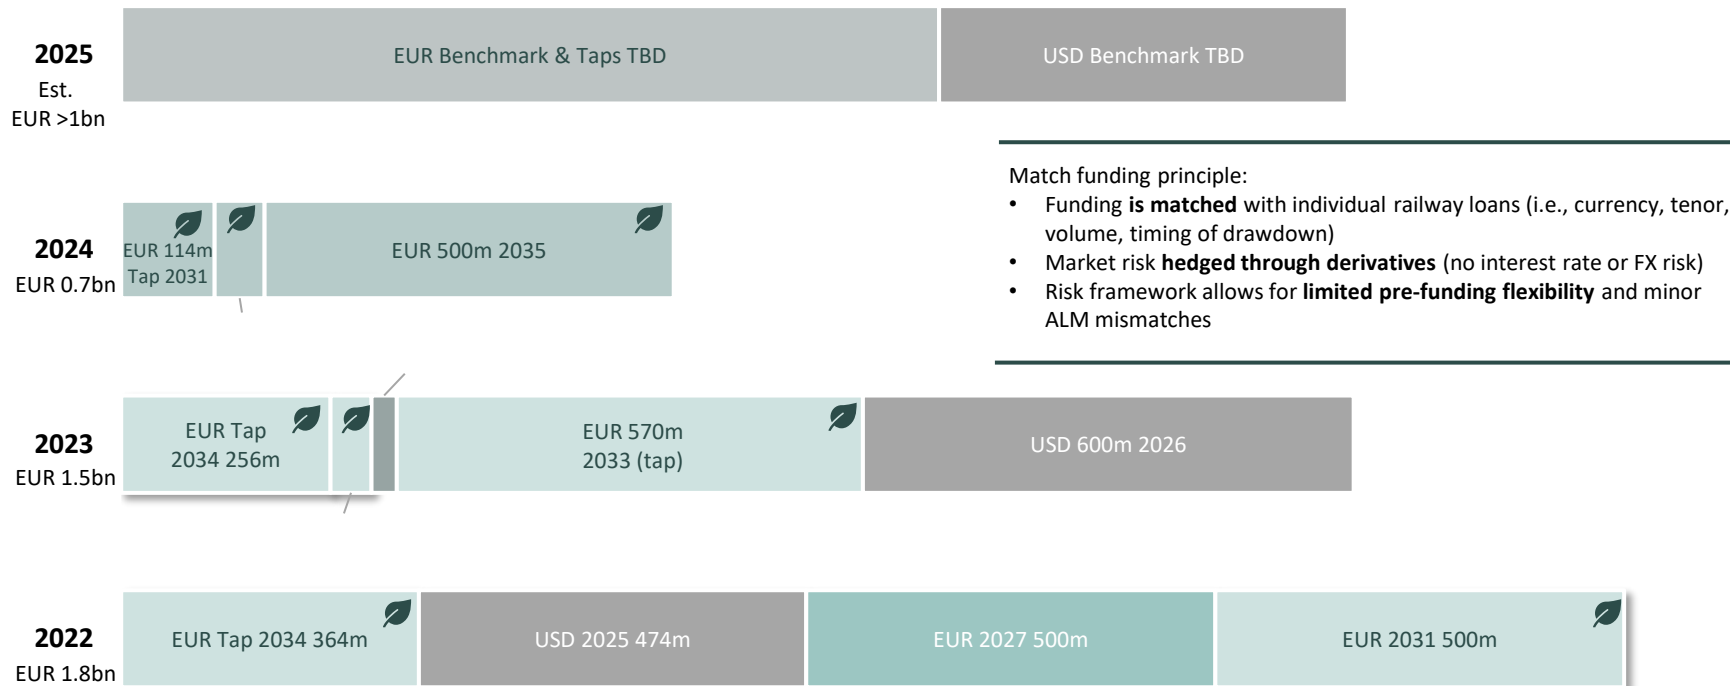 2025
Est.
EUR >1bn
EUR Benchmark & Taps TBD
USD Benchmark TBD
Match funding principle:
• Funding is matched with individual railway loans (i.e., currency, tenor,
volume, timing of drawdown)
• Market risk hedged through derivatives (no interest rate or FX risk)
• Risk framework allows for limited pre-funding flexibility and minor
ALM mismatches
2024
EUR 0.7bn
EUR 114m
Tap 2031
EUR 500m 2035
2023
EUR 1.5bn
EUR Tap
2034 256m
EUR 570m
2033 (tap)
USD 600m 2026
2022
EUR 1.8bn
EUR Tap 2034 364m
USD 2025 474m
EUR 2027 500m
EUR 2031 500m